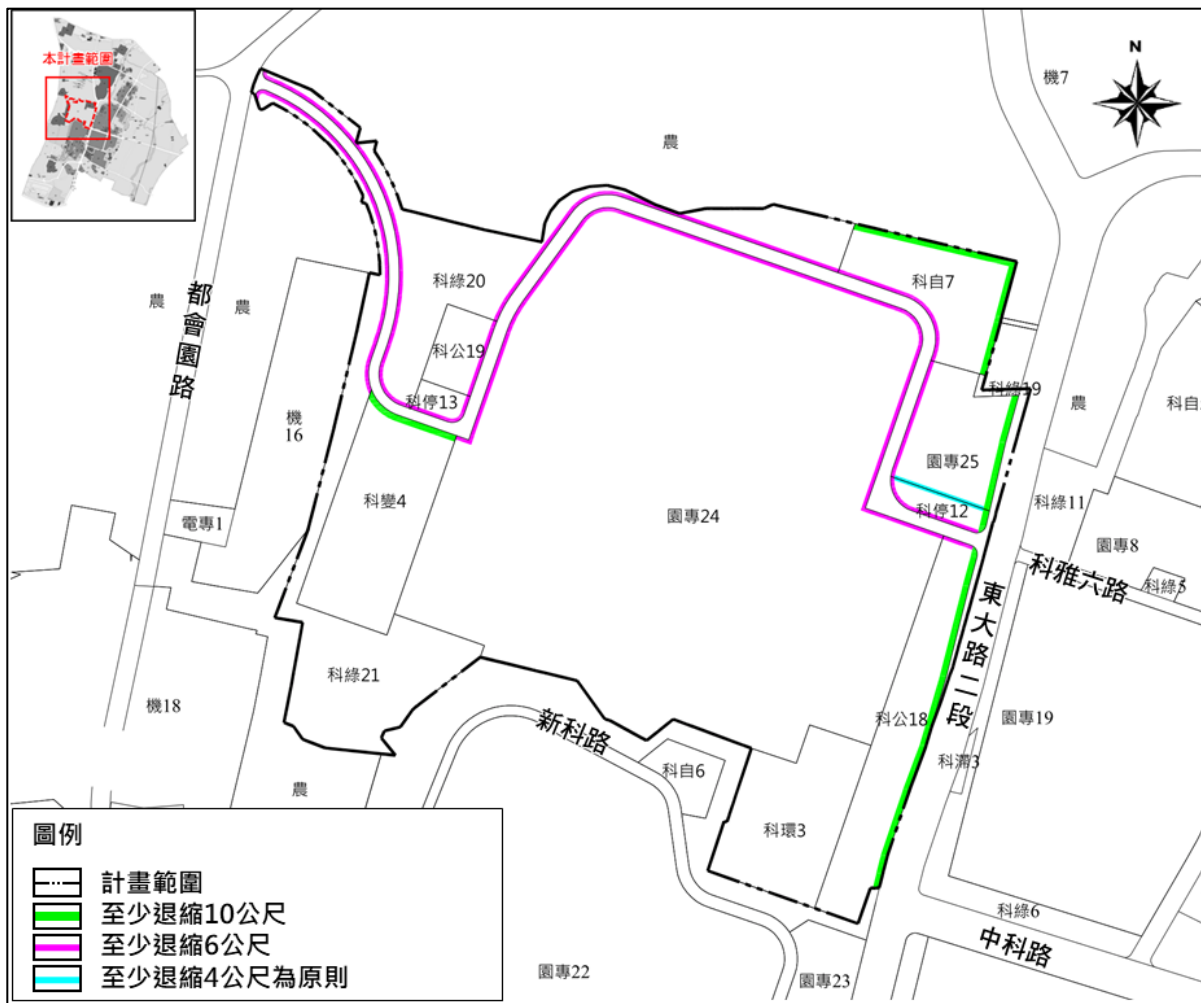 本計畫範圍
N
機7
農
科自7
科綠20
農
都會園路
農
科公19
科綠19
農
科自
科停13
機
16
園專25
科變4
園專24
科停12
科綠11
電專1
園專8
科雅六路
科綠5
東大路二段
科綠21
機18
新科路
科公18
園專19
科滯3
農
科自6
科環3
科綠6
中科路
園專22
園專23
圖例
計畫範圍
至少退縮10公尺
至少退縮6公尺
至少退縮4公尺為原則